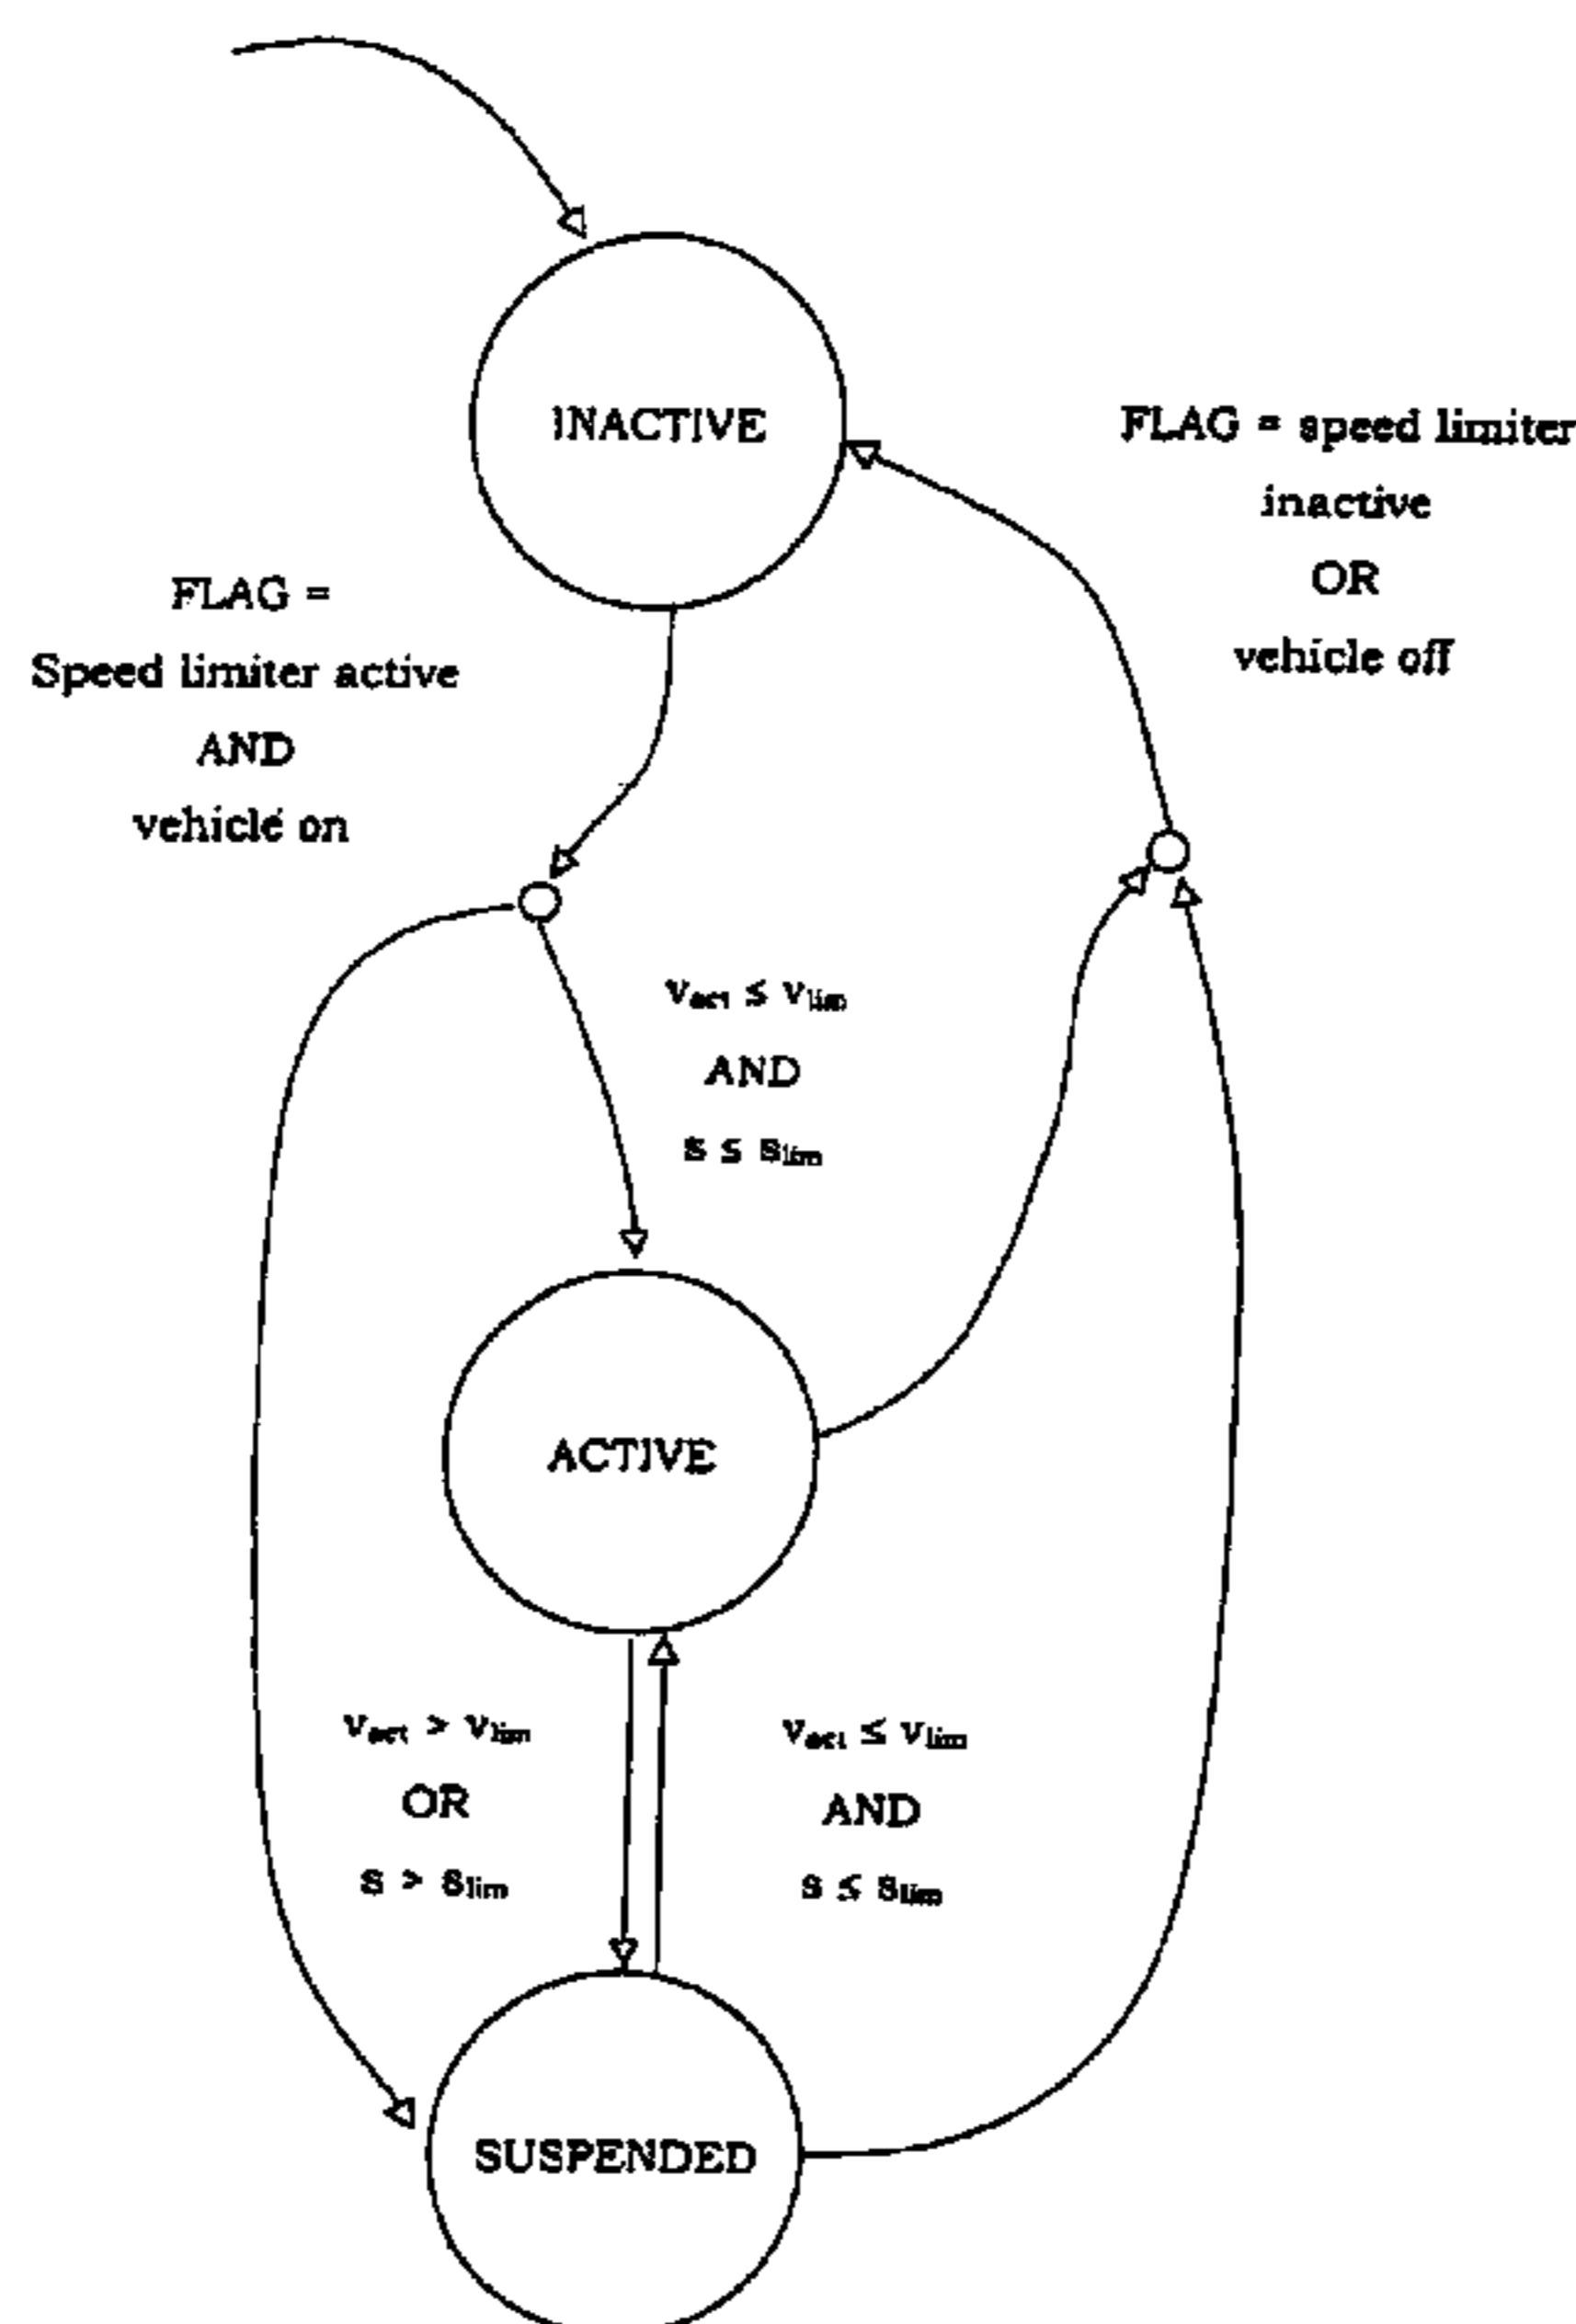 INACTIVE
FLAG = speed limiter
inactive
OR
vehicle off
FLAG =
Speed limiter active
AND
vehicle on
vact ≤ vlim
AND
s ≤ slim
ACTIVE
vact > vlim
OR
s > slim
vact ≤ vlim
AND
s ≤ slim
SUSPENDED